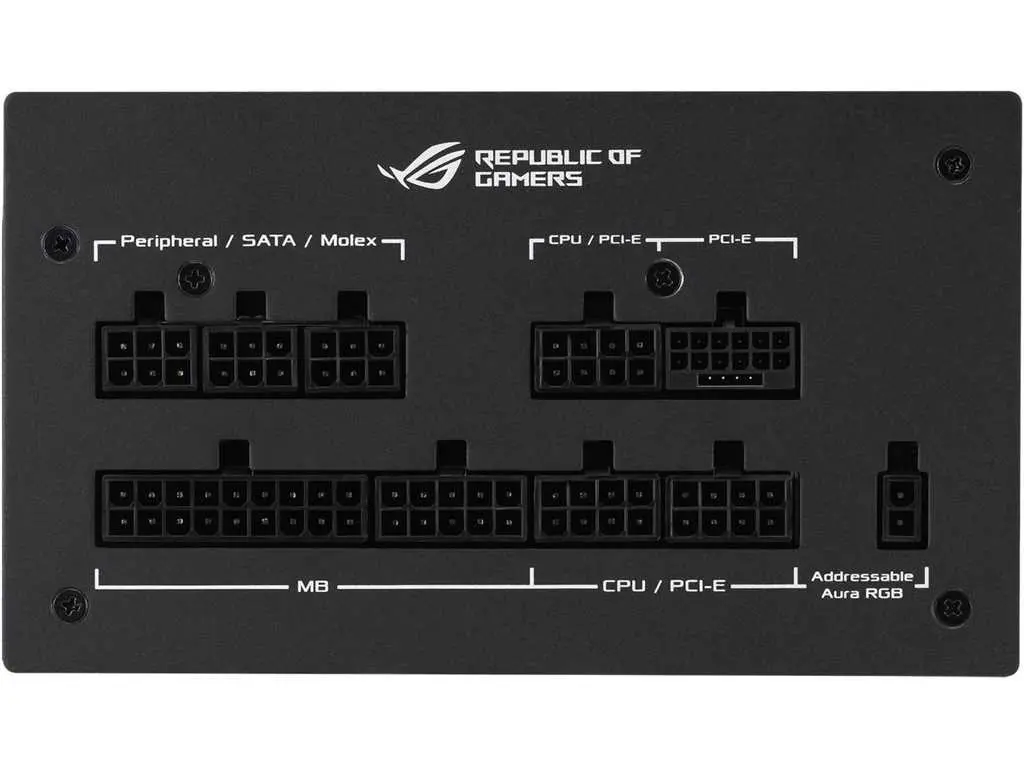 REPUBLIC OF
GAMERS
Peripheral / SATA / Molex
CPU / PCI-E
PCI-E
MB
CPU / PCI-E
Addressable
Aura RGB